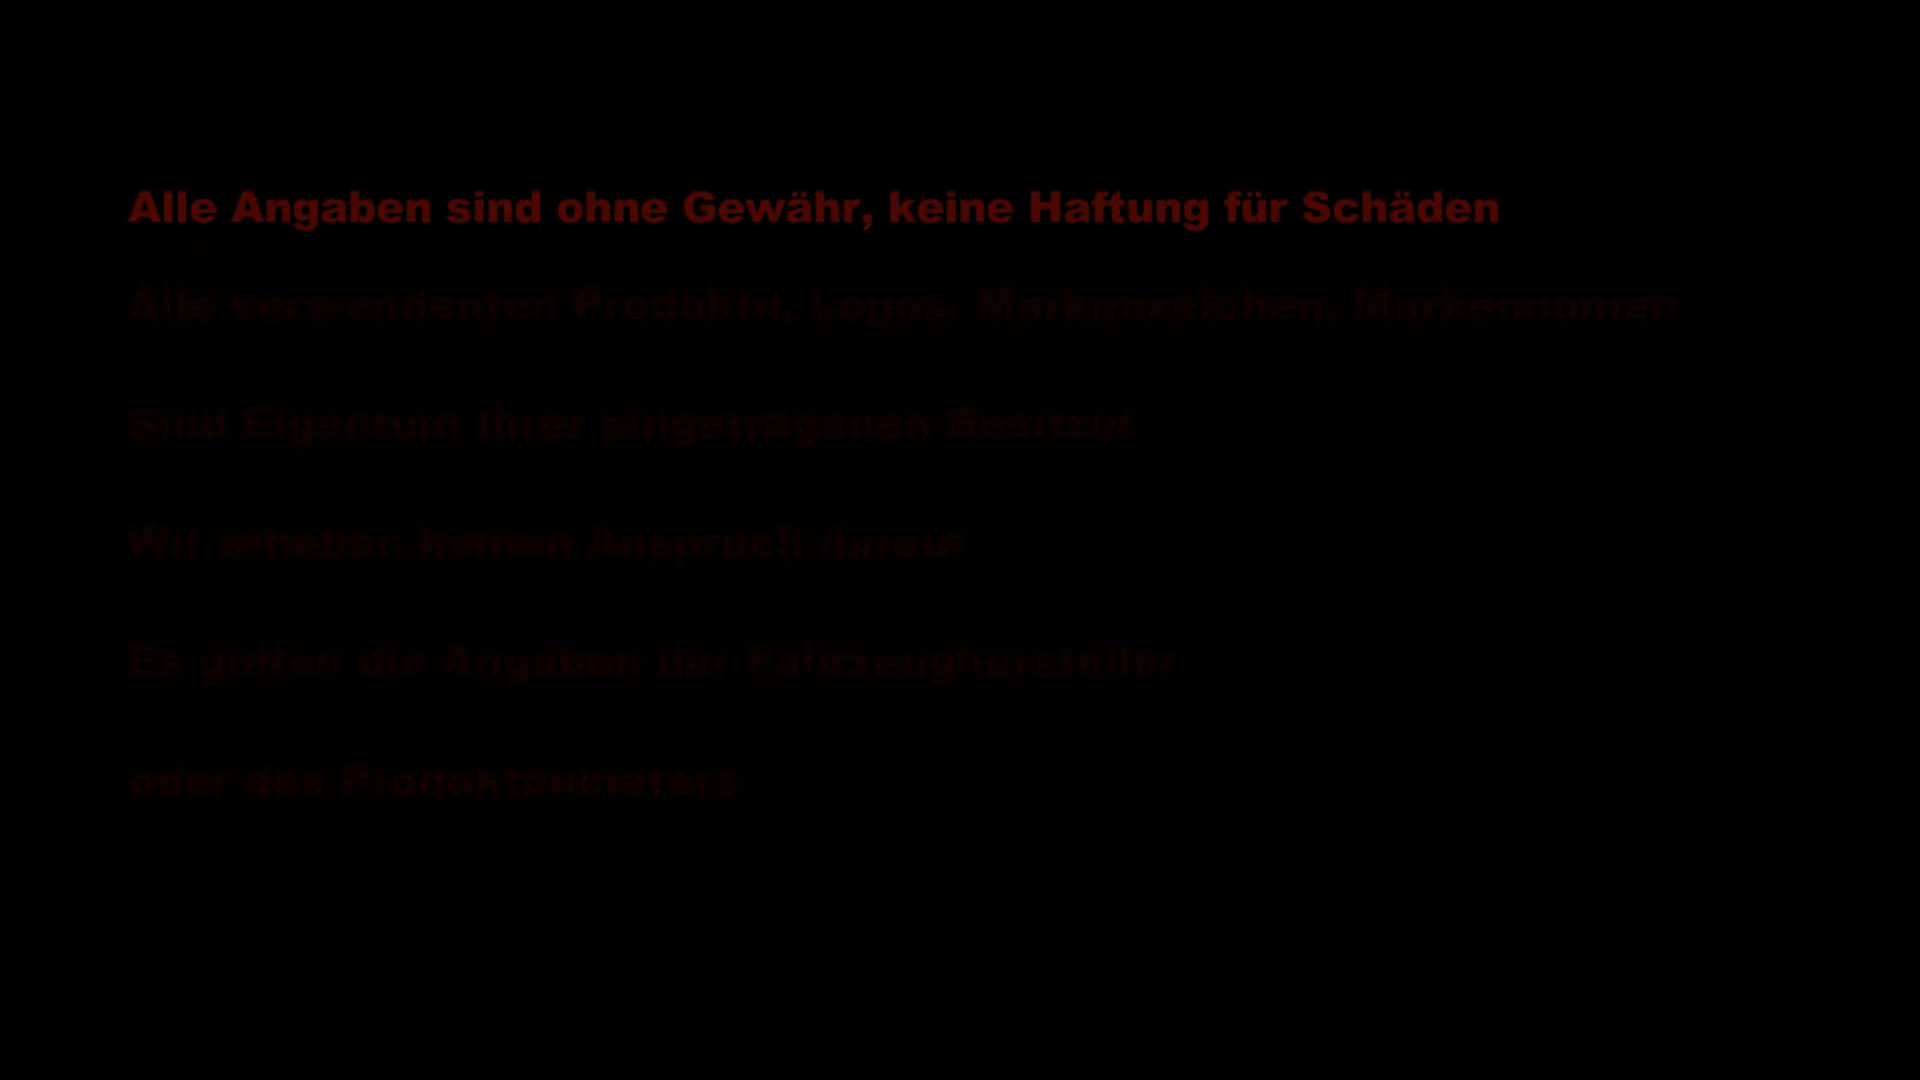 Alle Angaben sind ohne Gewähr, keine Haftung für Schäden
Alle Produkte, Logos, Markenzeichen, Markennamen
Sind Eigentum Ihrer eingetragenen Besitzer
Wir erheben keinen Anspruch darauf
Es gelten die Angaben der Fahrzeughersteller
oder des Produktanbieters